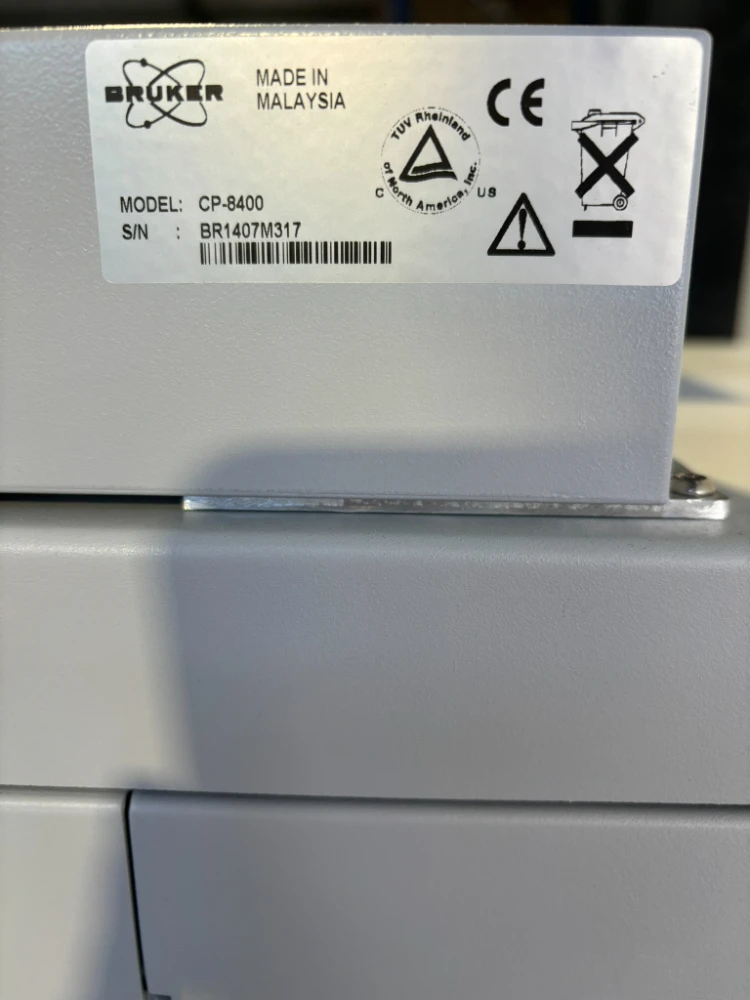 BRUKER
MADE IN
MALAYSIA
TUV Rheinland
of North America, Inc.
C US
CE
MODEL: CP-8400
S/N : BR1407M317